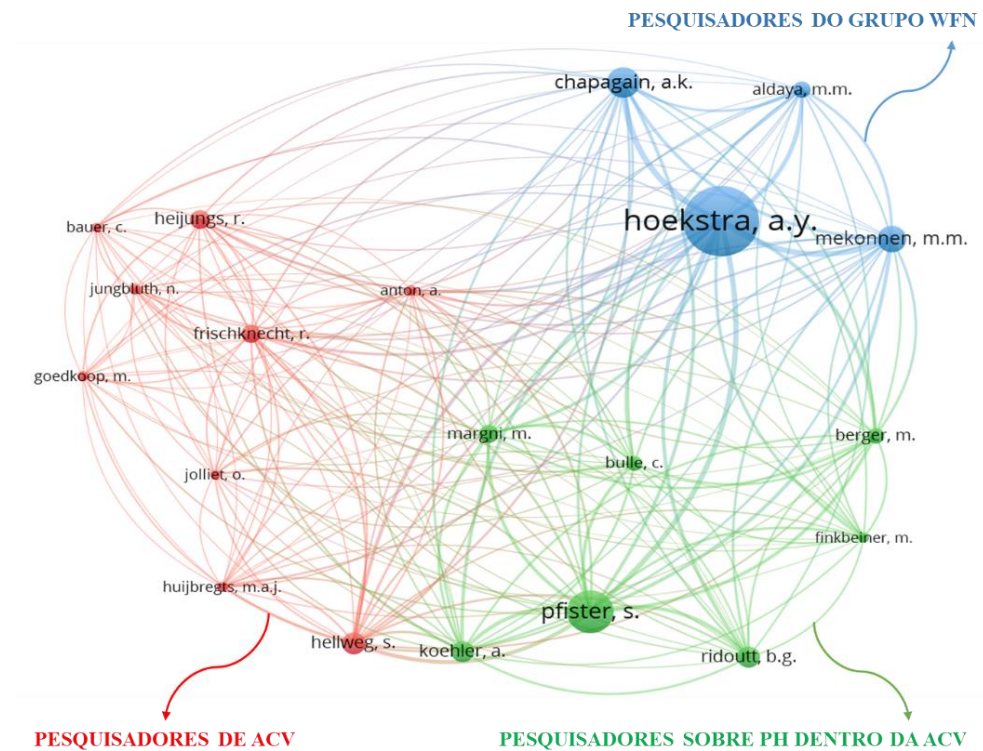 PESQUISADORES DO GRUPO WFN
chapagain, a.k.
aldaya, m.m.
bauer, c.
heijungs, r.
hoekstra, a.y.
mekonnen, m.m.
jungbluth, n.
anton, a.
frischknecht, r.
goedkoop, m.
margni, m.
berger, m.
bulle, c.
jolliet, o.
finkbeiner, m.
huijbregts, m.a.j.
pfister, s.
hellweg, s.
koehler, a.
ridoutt, b.g.
PESQUISADORES DE ACV
PESQUISADORES SOBRE PH DENTRO DA ACV